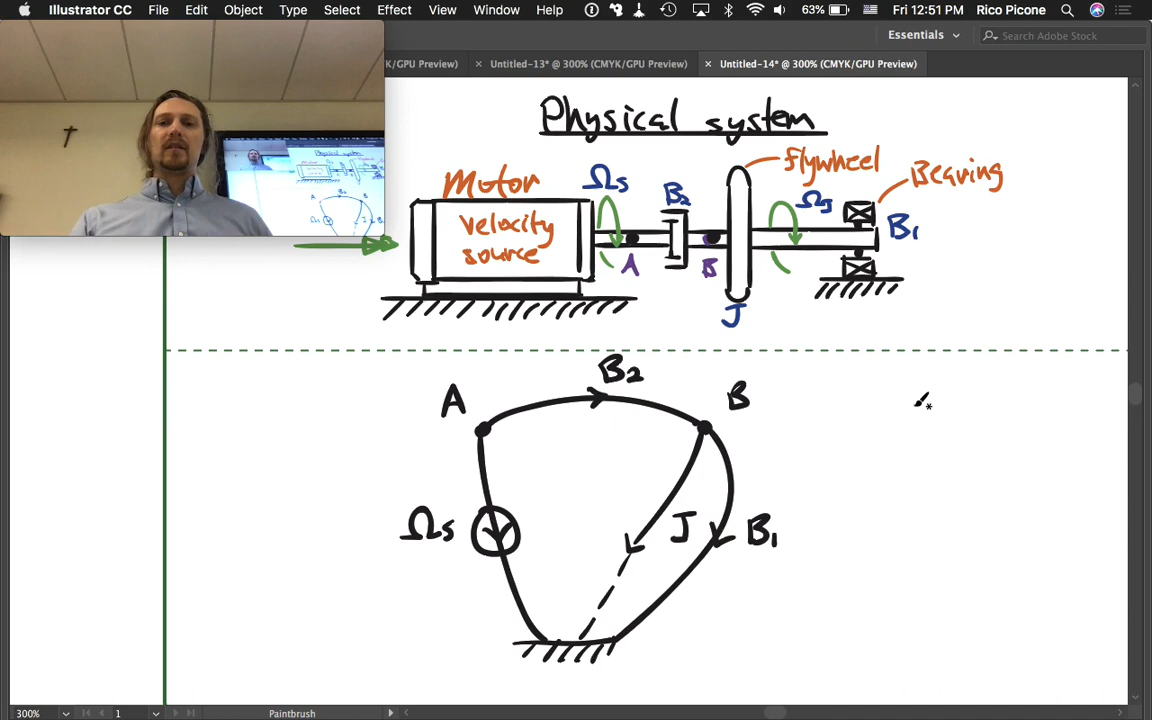 Illustrator CC File Edit Object Type Select Effect View Window Help 63% Fri 12:51 PM Rico Picone
Essentials Search Adobe Stock
K/GPU Preview) × Untitled-13* @ 300% (CMYK/GPU Preview) × Untitled-14* @ 300% (CMYK/GPU Preview)
Physical system
Motor
velocity
source
Ωs
B2
flywheel
ΩJ
Bearing
B1
A
B
J
A
B2
B
Ωs
J
B1
300% 1 Paintbrush